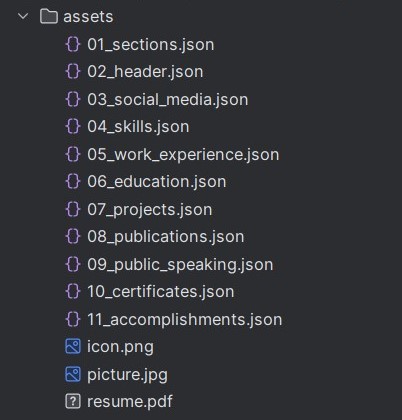 assets
01_sections.json
02_header.json
03_social_media.json
04_skills.json
05_work_experience.json
06_education.json
07_projects.json
08_publications.json
09_public_speaking.json
10_certificates.json
11_accomplishments.json
icon.png
picture.jpg
resume.pdf